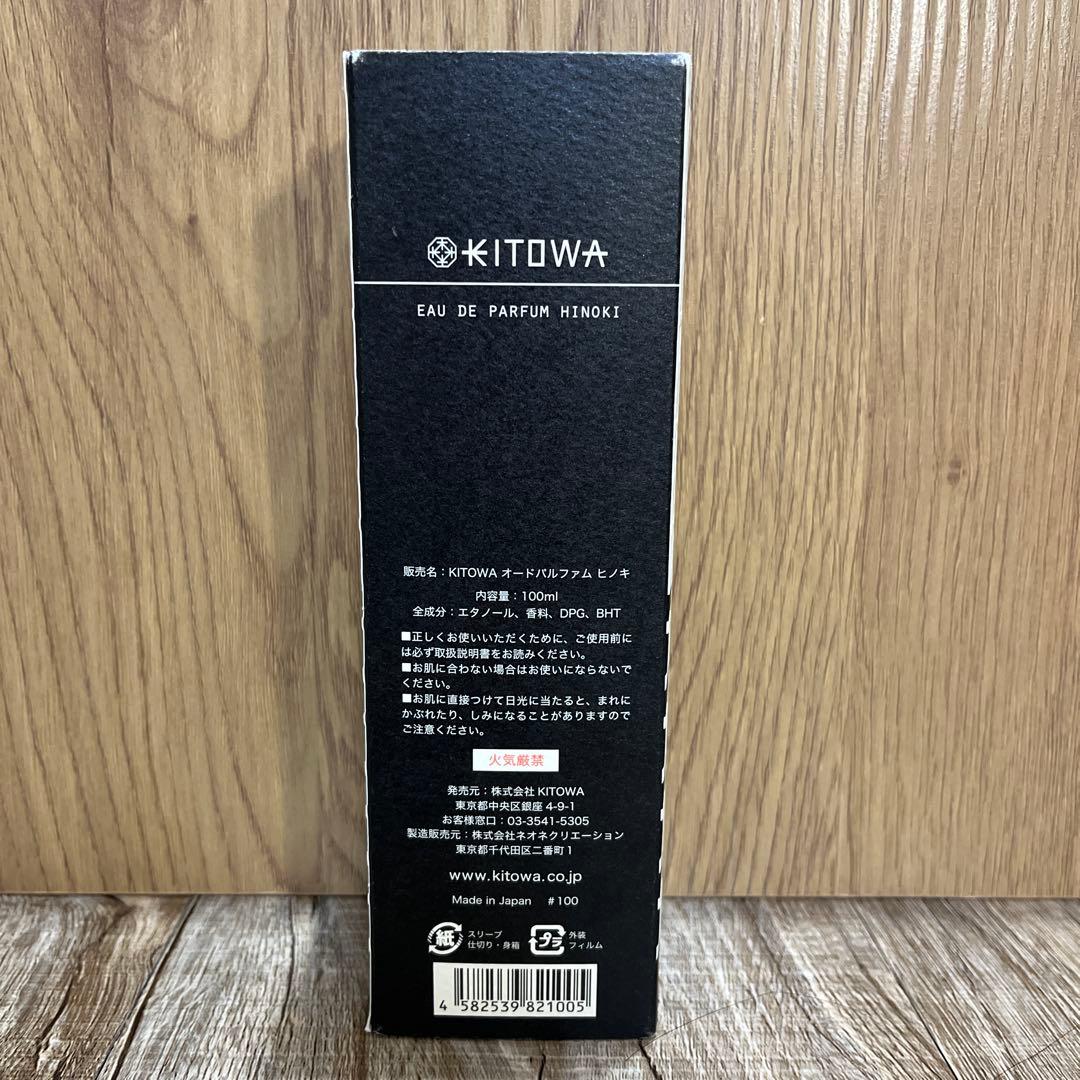 KITOWA
EAU DE PARFUM HINOKI
販売名：KITOWA オードパルファム ヒノキ
内容量：100ml
全成分：エタノール、香料、DPG、BHT
■正しくお使いいただくために、ご使用前に
は必ず取扱説明書をお読みください。
■お肌に合わない場合はお使いにならないで
ください。
■お肌に直接つけて日光に当たると、まれに
かぶれたり、しみになることがありますので
ご注意ください。
火気厳禁
発売元：株式会社 KITOWA
東京都中央区銀座 4-9-1
お客様窓口：03-3541-5305
製造販売元：株式会社ネオネクリエーション
東京都千代田区二番町 1
www.kitowa.co.jp
Made in Japan #100
紙 スリーブ
仕切り・身箱
プラ 外装
フィルム
4 582539 821005